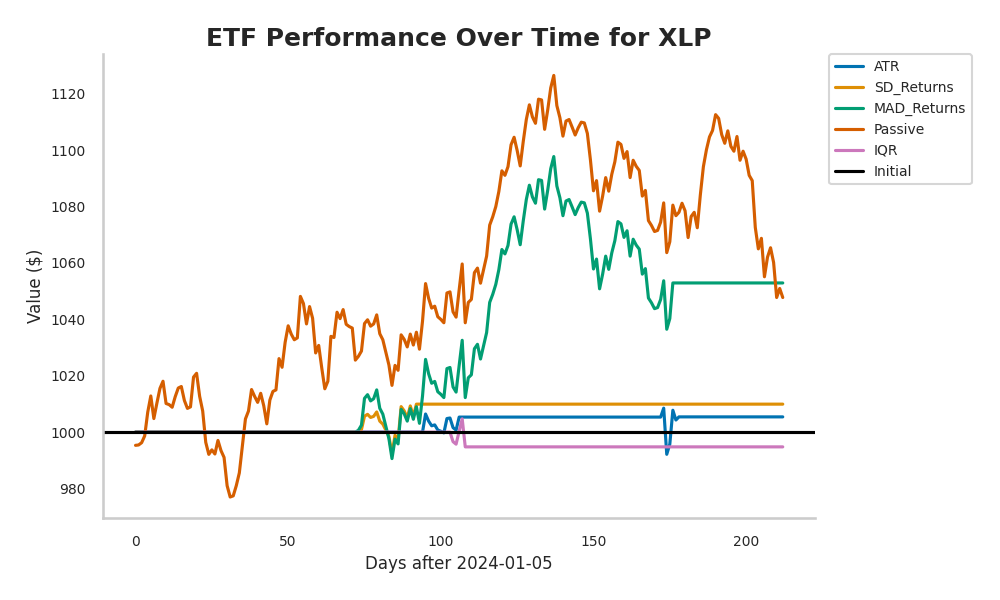 ETF Performance Over Time for XLP
Value ($)
1120
1100
1080
1060
1040
1020
1000
980
0
50
100
150
200
Days after 2024-01-05
ATR
SD_Returns
MAD_Returns
Passive
IQR
Initial